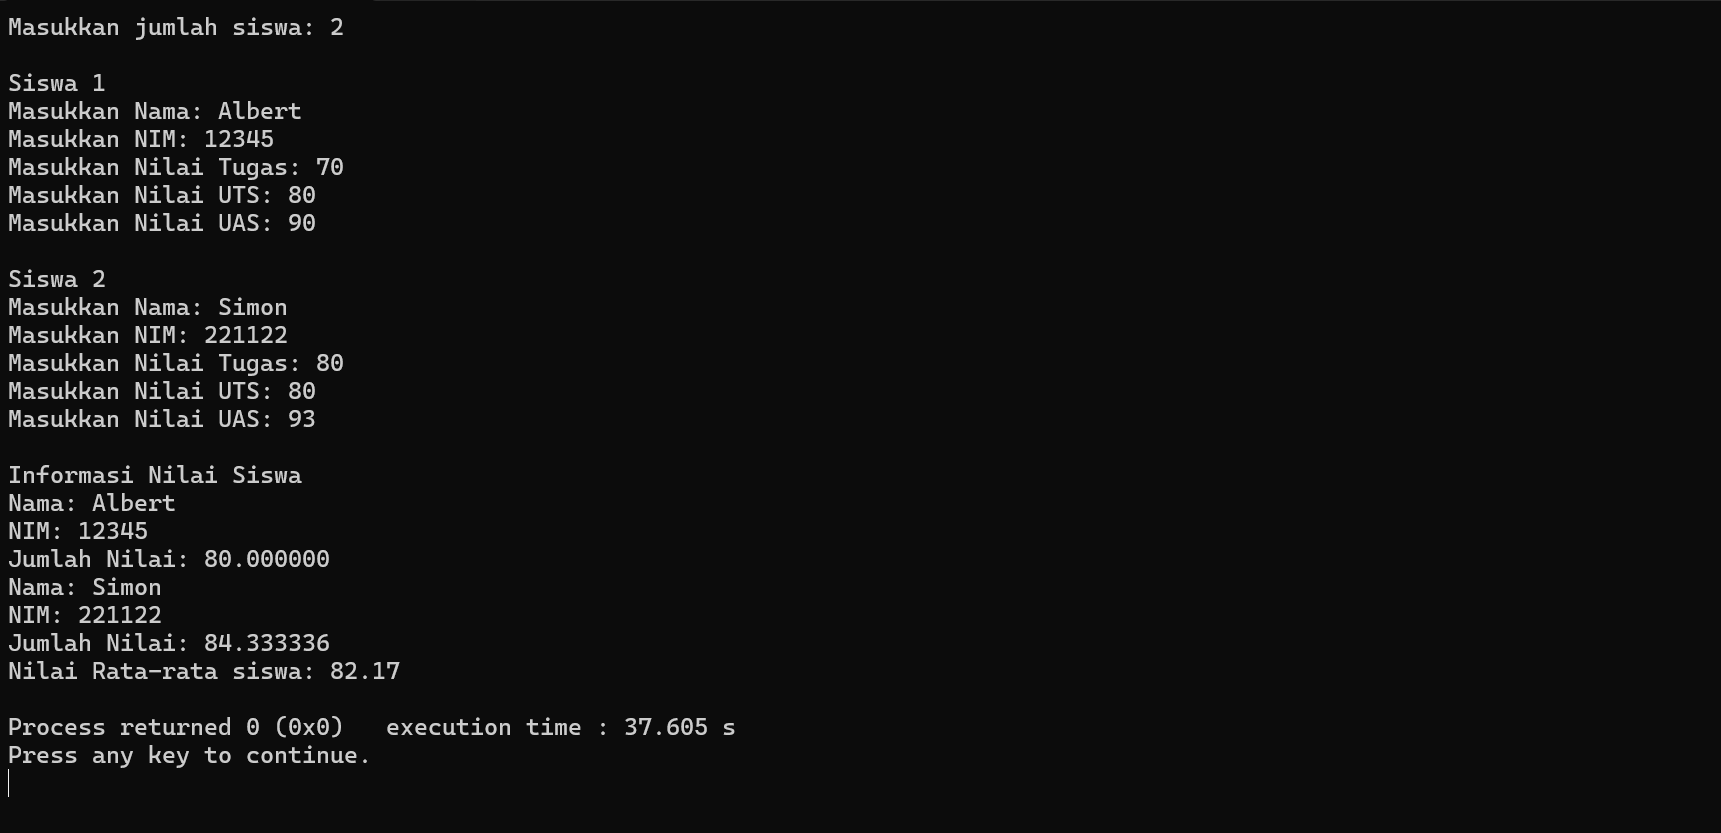 Masukkan jumlah siswa: 2
Siswa 1
Masukkan Nama: Albert
Masukkan NIM: 12345
Masukkan Nilai Tugas: 70
Masukkan Nilai UTS: 80
Masukkan Nilai UAS: 90
Siswa 2
Masukkan Nama: Simon
Masukkan NIM: 221122
Masukkan Nilai Tugas: 80
Masukkan Nilai UTS: 80
Masukkan Nilai UAS: 93
Informasi Nilai Siswa
Nama: Albert
NIM: 12345
Jumlah Nilai: 80.000000
Nama: Simon
NIM: 221122
Jumlah Nilai: 84.333336
Nilai Rata-rata siswa: 82.17
Process returned 0 (0x0)   execution time : 37.605 s
Press any key to continue.